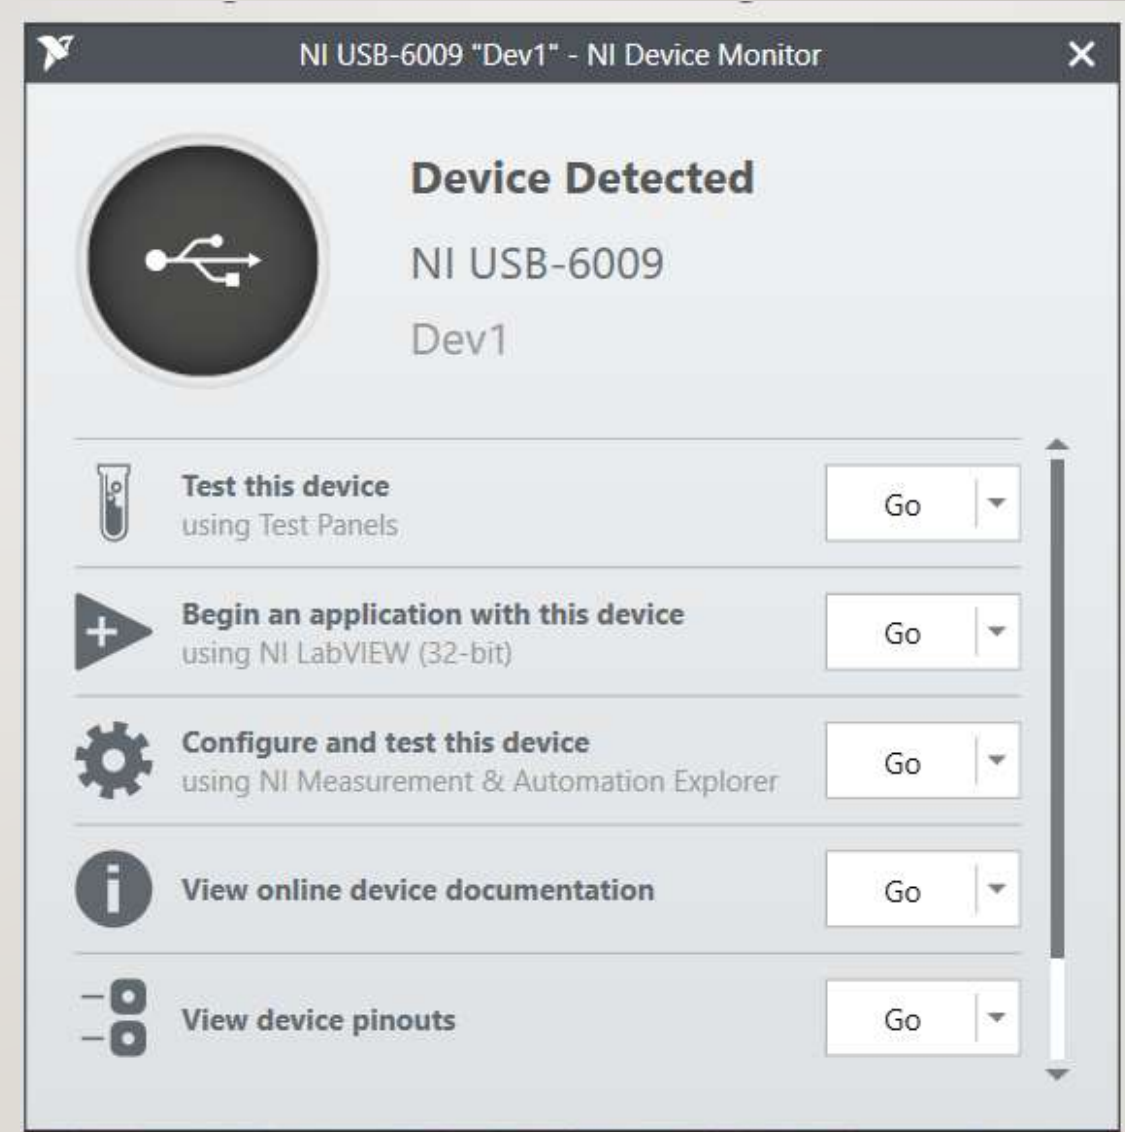 NI USB-6009 "Dev1" - NI Device Monitor
Device Detected
NI USB-6009
Dev1
Test this device
using Test Panels
Go
Begin an application with this device
using NI LabVIEW (32-bit)
Go
Configure and test this device
using NI Measurement & Automation Explorer
Go
View online device documentation
Go
View device pinouts
Go